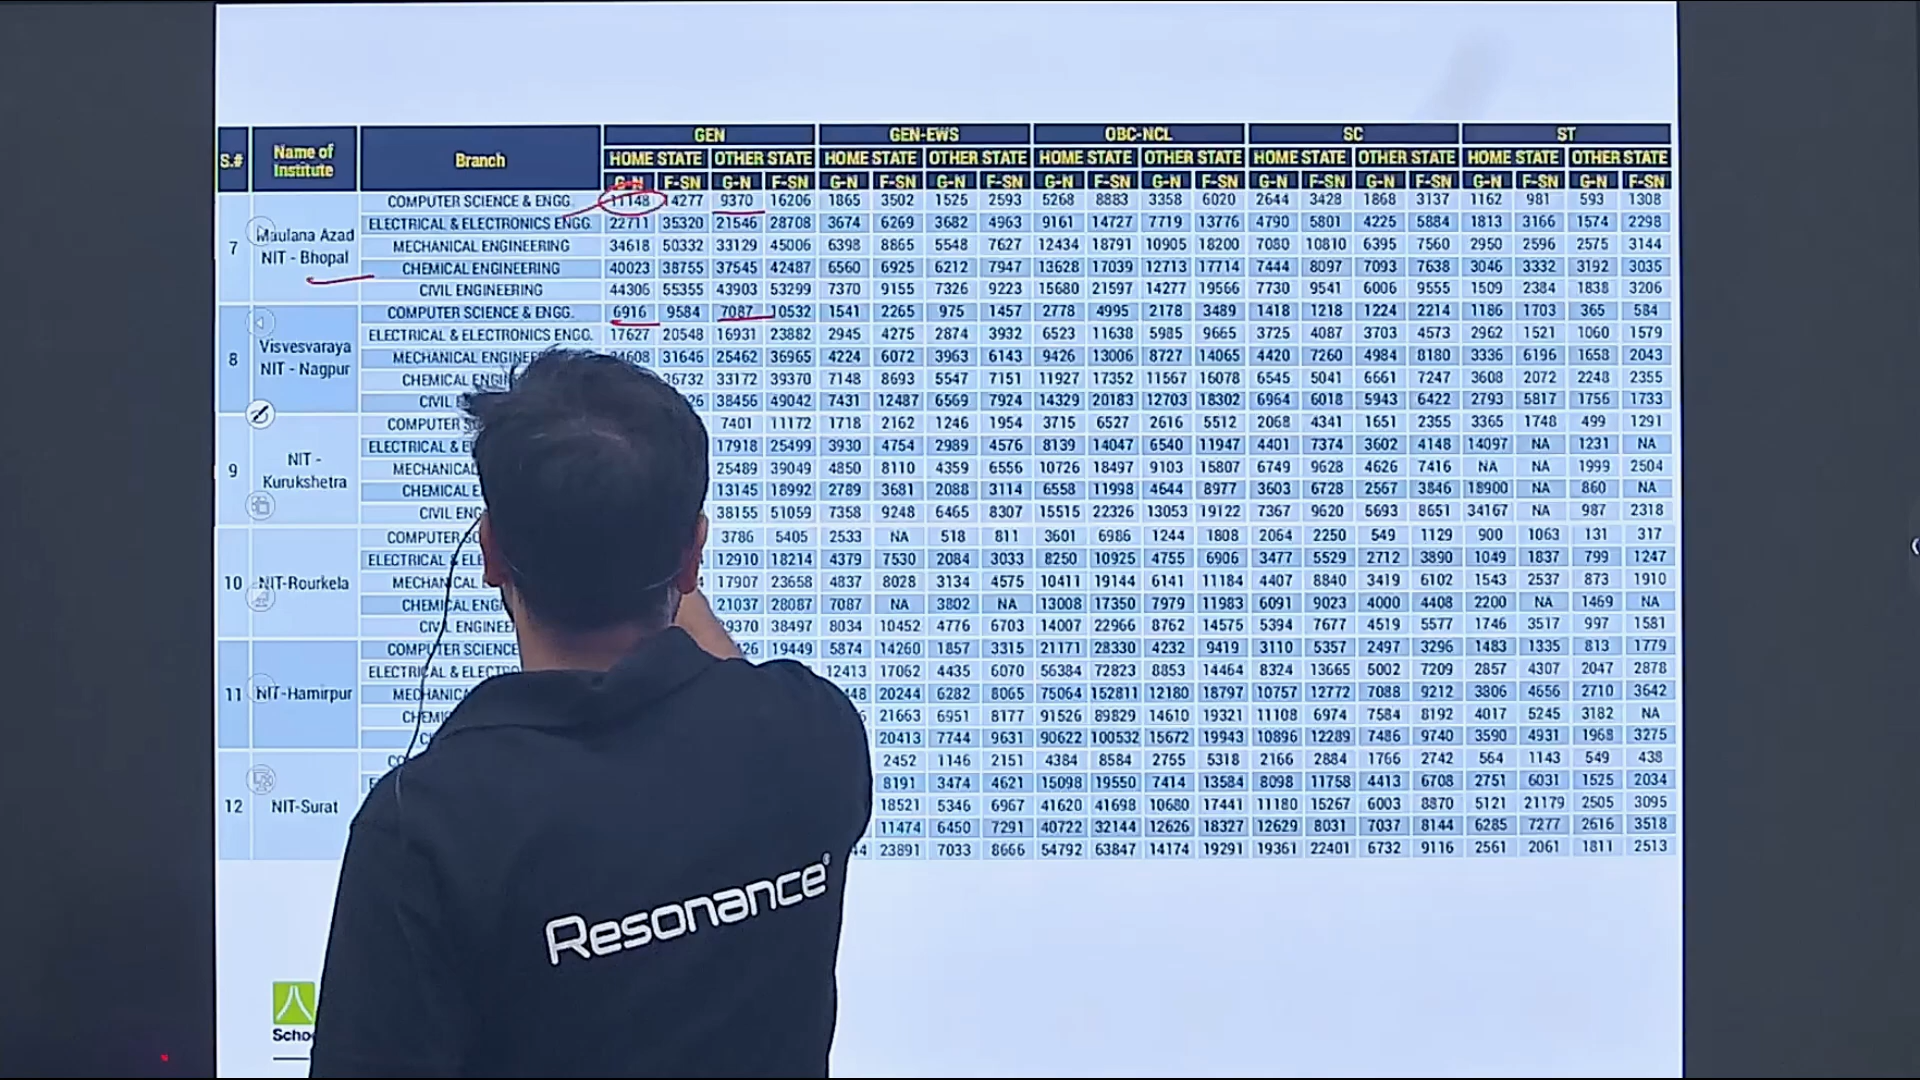 GEN GEN-EWS OBC-NCL SC ST
S.# Name of Institute Branch HOME STATE OTHER STATE HOME STATE OTHER STATE HOME STATE OTHER STATE HOME STATE OTHER STATE HOME STATE OTHER STATE
G-N F-SN G-N F-SN G-N F-SN G-N F-SN G-N F-SN G-N F-SN G-N F-SN G-N F-SN G-N F-SN G-N F-SN
7 Maulana Azad NIT - Bhopal
COMPUTER SCIENCE & ENGG. 11148 14277 9370 16206 1865 3502 1525 2593 5268 8883 3358 6020 2644 3428 1868 3137 1162 981 593 1308
ELECTRICAL & ELECTRONICS ENGG. 22711 35320 21546 28708 3674 6269 3682 4963 9161 14727 7719 13776 4790 5801 4225 5884 1813 3166 1574 2298
MECHANICAL ENGINEERING 34618 50332 33129 45006 6398 8865 5548 7627 12434 18791 10905 18200 7080 10810 6395 7560 2950 2596 2575 3144
CHEMICAL ENGINEERING 40023 38755 37545 42487 6560 6925 6212 7947 13628 17039 12713 17714 7444 8097 7093 7638 3046 3332 3192 3035
CIVIL ENGINEERING 44306 55355 43903 53299 7370 9155 7326 9223 15680 21597 14277 19566 7730 9541 6006 9555 1509 2384 1838 3206
8 Visvesvaraya NIT - Nagpur
COMPUTER SCIENCE & ENGG. 6916 9584 7087 10532 1541 2265 975 1457 2778 4995 2178 3489 1418 1218 1224 2214 1186 1703 365 584
ELECTRICAL & ELECTRONICS ENGG. 17627 20548 16931 23882 2945 4275 2874 3932 6523 11638 5985 9665 3725 4087 3703 4573 2962 1521 1060 1579
MECHANICAL 31646 25462 36965 4224 6072 3963 6143 9426 13006 8727 14065 4420 7260 4984 8180 3336 6196 1658 2043
CHEMICAL 36732 33172 39370 7148 8693 5547 7151 11927 17352 11567 16078 6545 5041 6661 7247 3608 2072 2248 2355
CIVIL 38456 49042 7431 12487 6569 7924 14329 20183 12703 18302 6964 6018 5943 6422 2793 5817 1756 1733
9 NIT - Kurukshetra
COMPUTER 7401 11172 1718 2162 1246 1954 3715 6527 2616 5512 2068 4341 1651 2355 3365 1748 499 1291
ELECTRICAL & 17918 25499 3930 4754 2989 4576 8139 14047 6540 11947 4401 7374 3602 4148 14097 NA 1231 NA
MECHANICAL 25489 39049 4850 8110 4359 6556 10726 18497 9103 15807 6749 9628 4626 7416 NA NA 1999 2504
CHEMICAL 13145 18992 2789 3681 2088 3114 6558 11998 4644 8977 3603 6728 2567 3846 18900 NA 860 NA
CIVIL 38155 51059 7358 9248 6465 8307 15515 22326 13053 19122 7367 9620 5693 8651 34167 NA 987 2318
10 NIT-Rourkela
COMPUTER 3786 5405 2533 NA 518 811 3601 6986 1244 1808 2064 2250 549 1129 900 1063 131 317
ELECTRICAL & 12910 18214 4379 7530 2084 3033 8250 10925 4755 6906 3477 5529 2712 3890 1049 1837 799 1247
MECHANICAL 17907 23658 4837 8028 3134 4575 10411 19144 6141 11184 4407 8840 3419 6102 1543 2537 873 1910
CHEMICAL 21037 28087 7087 NA 3802 NA 13008 17350 7979 11983 6091 9023 4000 4408 2200 NA 1469 NA
CIVIL 38497 8034 10452 4776 6703 14007 22966 8762 14575 5394 7677 4519 5577 1746 3517 997 1581
11 NIT-Hamirpur
COMPUTER SCIENCE 19449 5874 14260 1857 3315 21171 28330 4232 9419 3110 5357 2497 3296 1483 1335 813 1779
ELECTRICAL & 12413 17062 4435 6070 56384 72823 8853 14464 8324 13665 5002 7209 2857 4307 2047 2878
20244 6282 8065 75064 152811 12180 18797 10757 12772 7088 9212 3806 4656 2710 3642
21663 6951 8177 91526 89829 14610 19321 11108 6974 7584 8192 4017 5245 3182 NA
20413 7744 9631 90622 100532 15672 19943 10896 12289 7486 9740 3590 4931 1968 3275
12 NIT-Surat
2452 1146 2151 4384 8584 2755 5318 2166 2884 1766 2742 564 1143 549 438
8191 3474 4621 15098 19550 7414 13584 8098 11758 4413 6708 2751 6031 1525 2034
18521 5346 6967 41620 41698 10680 17441 11180 15267 6003 8870 5121 21179 2505 3095
11474 6450 7291 40722 32144 12626 18327 12629 8031 7037 8144 6285 7277 2616 3518
23891 7033 8666 54792 63847 14174 19291 19361 22401 6732 9116 2561 2061 1811 2513
Resonance